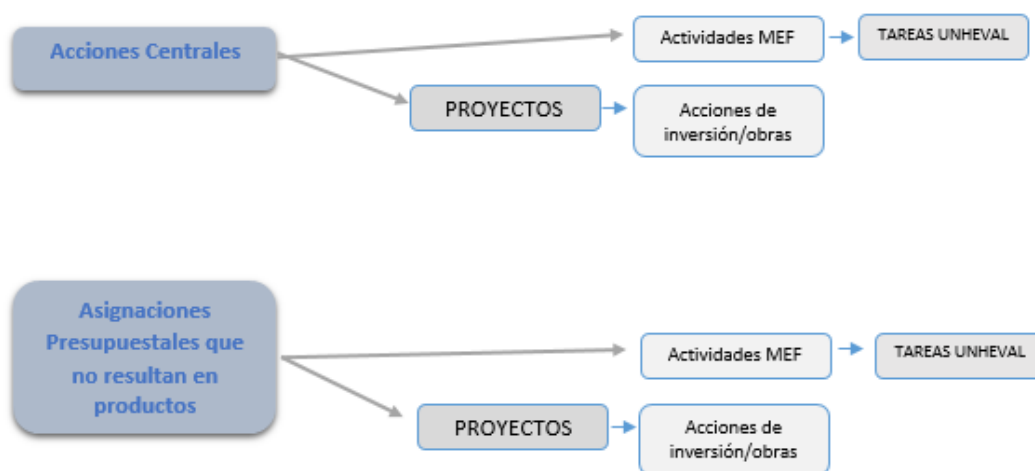 Acciones Centrales
Actividades MEF
TAREAS UNHEVAL
PROYECTOS
Acciones de
inversión/obras
Asignaciones
Presupuestales que
no resultan en
productos
Actividades MEF
TAREAS UNHEVAL
PROYECTOS
Acciones de
inversión/obras